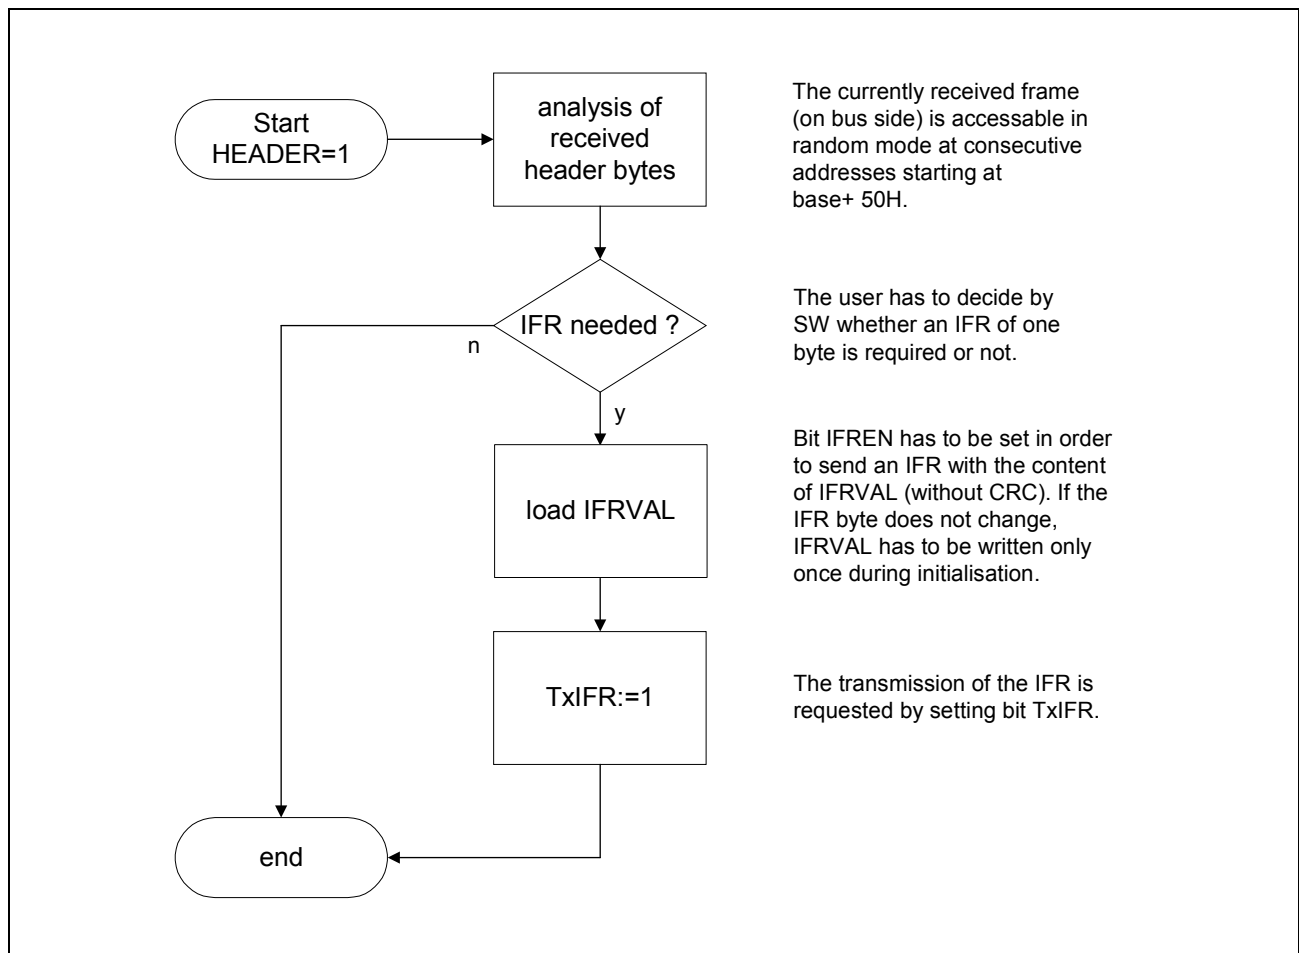 Start
HEADER=1
analysis of
received
header bytes
The currently received frame
(on bus side) is accessable in
random mode at consecutive
addresses starting at
base+ 50H.
IFR needed ?
n
y
The user has to decide by
SW whether an IFR of one
byte is required or not.
load IFRVAL
Bit IFREN has to be set in order
to send an IFR with the content
of IFRVAL (without CRC). If the
IFR byte does not change,
IFRVAL has to be written only
once during initialisation.
TxIFR:=1
The transmission of the IFR is
requested by setting bit TxIFR.
end